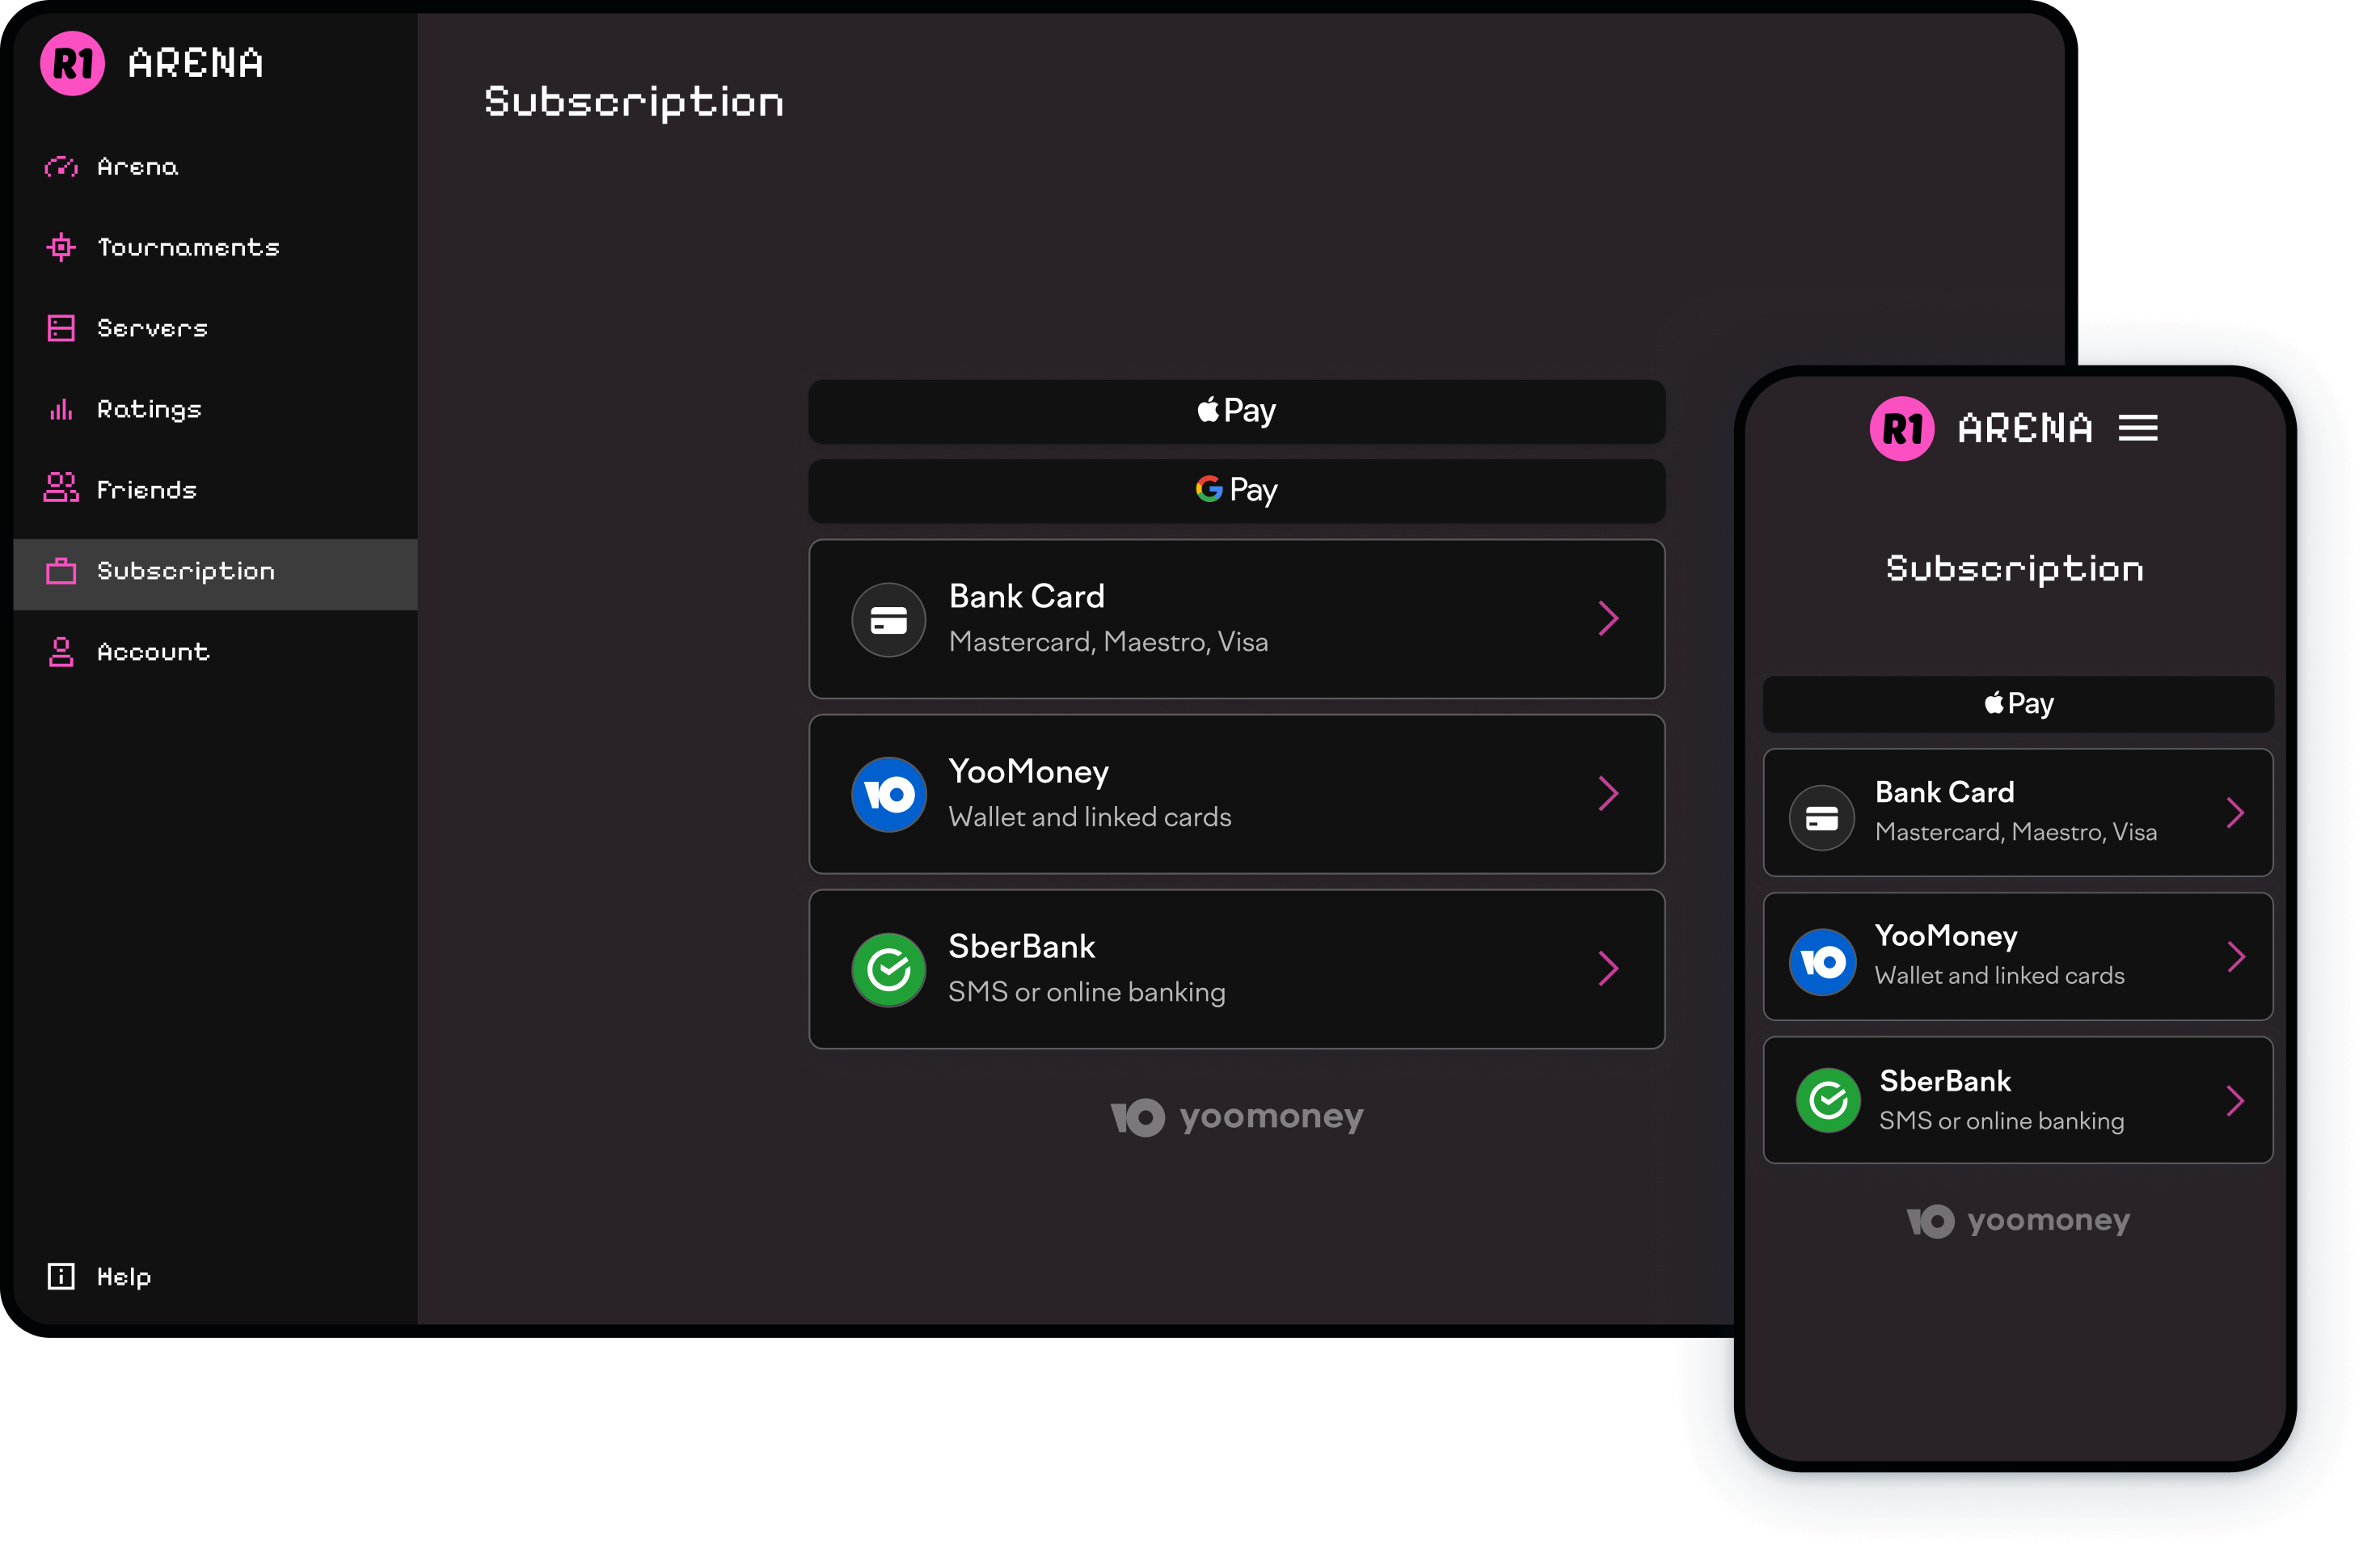 R1 ARENA
Arena
Tournaments
Servers
Ratings
Friends
Subscription
Account
Help
Subscription
Pay
G Pay
Bank Card
Mastercard, Maestro, Visa
YooMoney
Wallet and linked cards
SberBank
SMS or online banking
yoomoney
R1 ARENA
Subscription
Pay
Bank Card
Mastercard, Maestro, Visa
YooMoney
Wallet and linked cards
SberBank
SMS or online banking
yoomoney